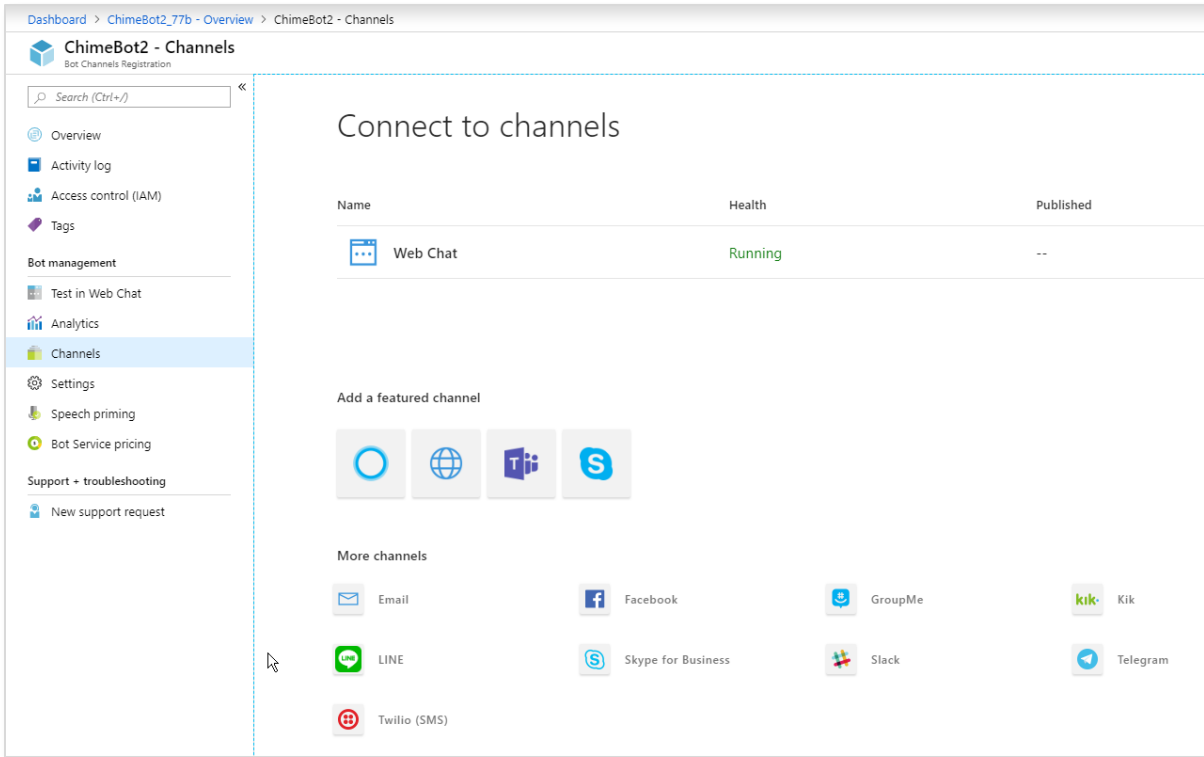 Dashboard > ChimeBot2_77b - Overview > ChimeBot2 - Channels
ChimeBot2 - Channels
Bot Channels Registration
«
Search (Ctrl+/)
Overview
Activity log
Access control (IAM)
Tags
Bot management
Test in Web Chat
Analytics
Channels
Settings
Speech priming
Bot Service pricing
Support + troubleshooting
New support request
Connect to channels
Name Health Published
Web Chat Running --
Add a featured channel
T S
More channels
Email f Facebook # GroupMe kik• Kik
LINE LINE S Skype for Business Slack Telegram
Twilio (SMS)